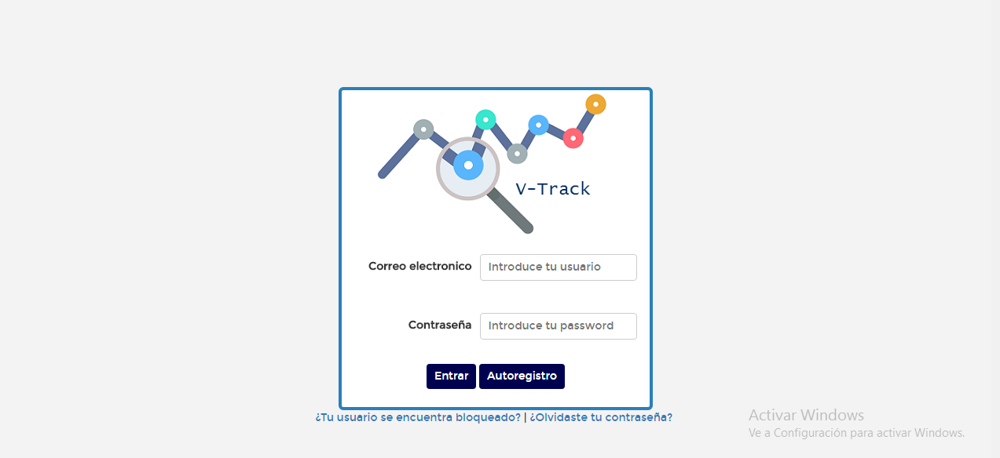 V-Track
Correo electronico Introduce tu usuario
Contraseña Introduce tu password
Entrar Autoregistro
¿Tu usuario se encuentra bloqueado? | ¿Olvidaste tu contraseña?
Activar Windows
Ve a Configuración para activar Windows.